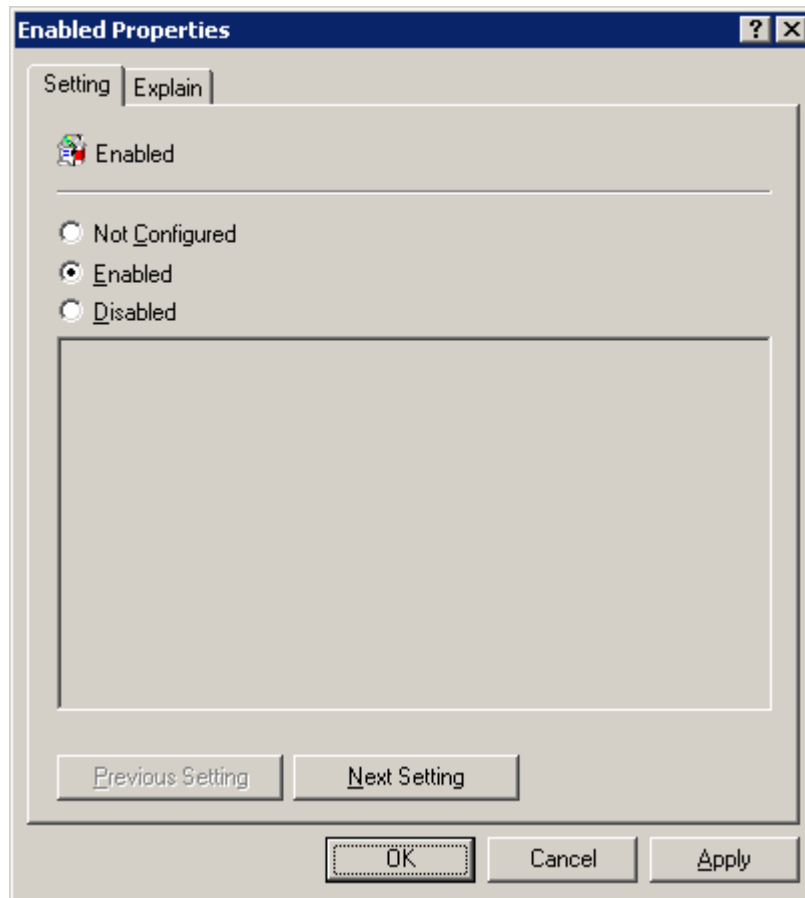 Enabled Properties
Setting Explain
Enabled
Not Configured
Enabled
Disabled
Previous Setting Next Setting
OK Cancel Apply